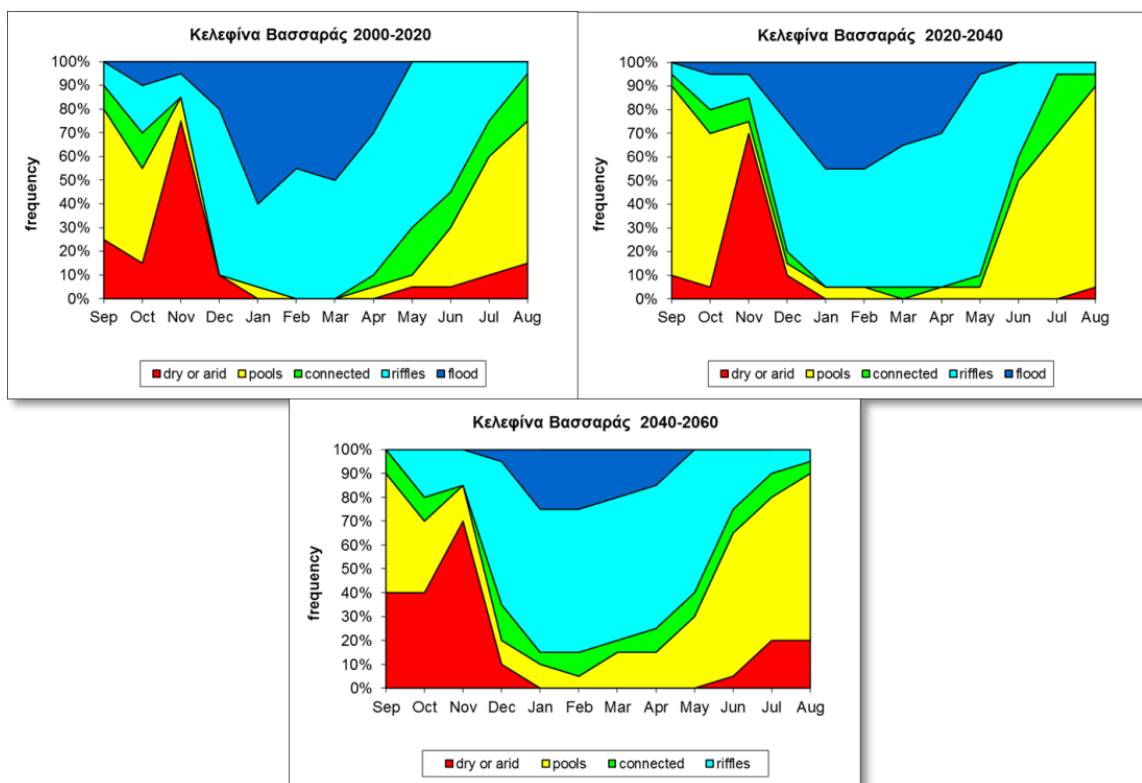 Κελεφίνα Βασσαράς 2000-2020
frequency
100%
90%
80%
70%
60%
50%
40%
30%
20%
10%
0%
Sep Oct Nov Dec Jan Feb Mar Apr May Jun Jul Aug
dry or arid pools connected riffles flood
Κελεφίνα Βασσαράς 2020-2040
frequency
100%
90%
80%
70%
60%
50%
40%
30%
20%
10%
0%
Sep Oct Nov Dec Jan Feb Mar Apr May Jun Jul Aug
dry or arid pools connected riffles flood
Κελεφίνα Βασσαράς 2040-2060
frequency
100%
90%
80%
70%
60%
50%
40%
30%
20%
10%
0%
Sep Oct Nov Dec Jan Feb Mar Apr May Jun Jul Aug
dry or arid pools connected riffles